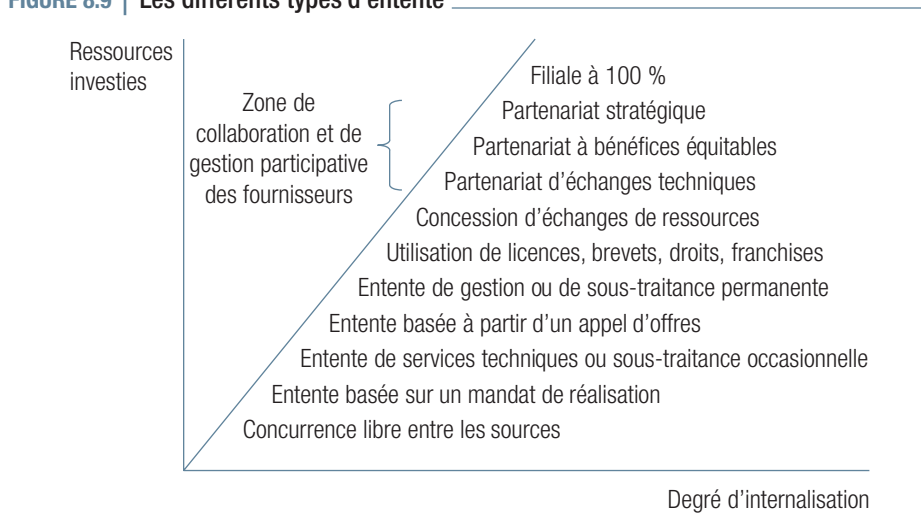 FIGURE 8.9 | Les différents types d'entente
Ressources
investies
Zone de
collaboration et de
gestion participative
des fournisseurs
Filiale à 100 %
Partenariat stratégique
Partenariat à bénéfices équitables
Partenariat d'échanges techniques
Concession d'échanges de ressources
Utilisation de licences, brevets, droits, franchises
Entente de gestion ou de sous-traitance permanente
Entente basée à partir d'un appel d'offres
Entente de services techniques ou sous-traitance occasionnelle
Entente basée sur un mandat de réalisation
Concurrence libre entre les sources
Degré d'internalisation